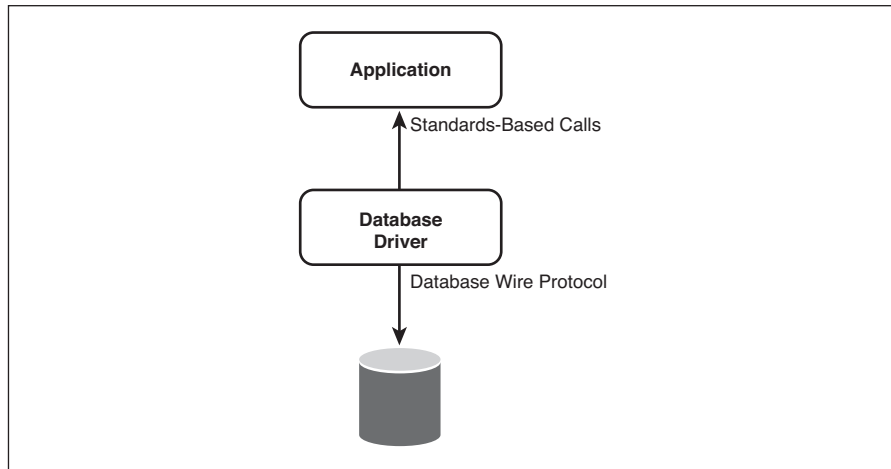 Application
Standards-Based Calls
Database
Driver
Database Wire Protocol